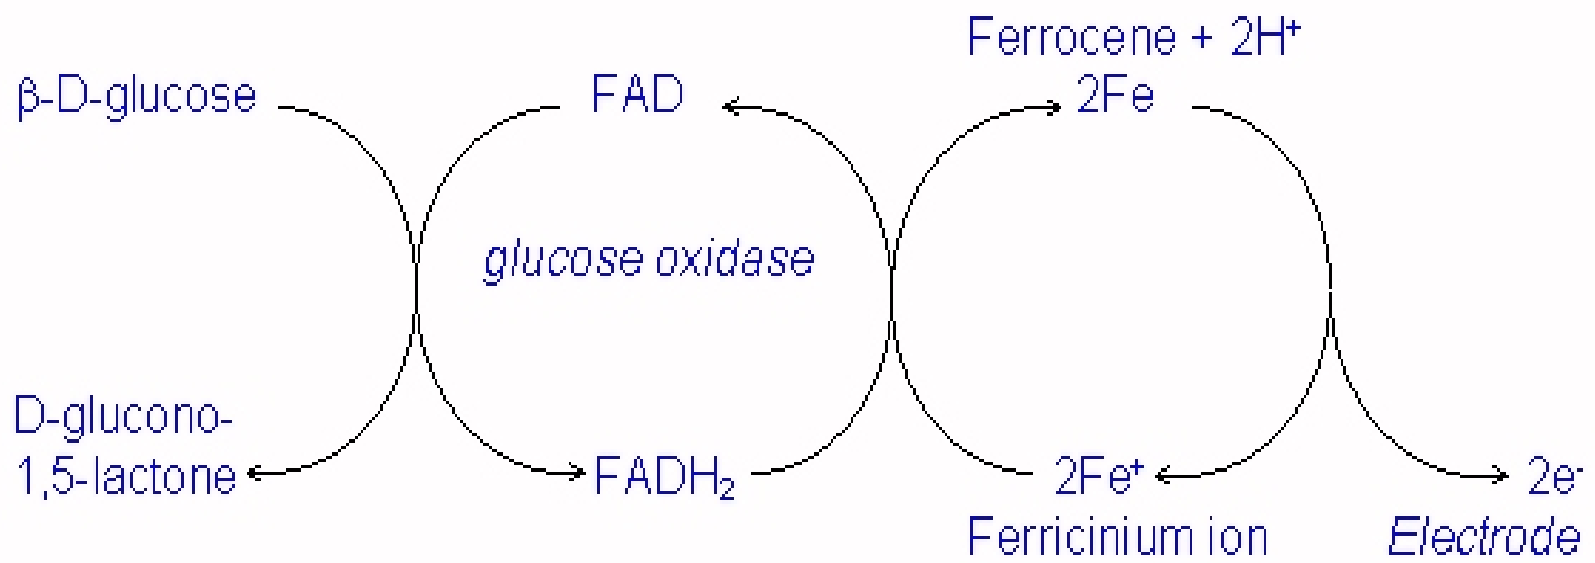 Ferrocene + 2H⁺
β-D-glucose FAD 2Fe
glucose oxidase
D-glucono-
1,5-lactone FADH₂ 2Fe⁺ 2e⁻
Ferricinium ion Electrode